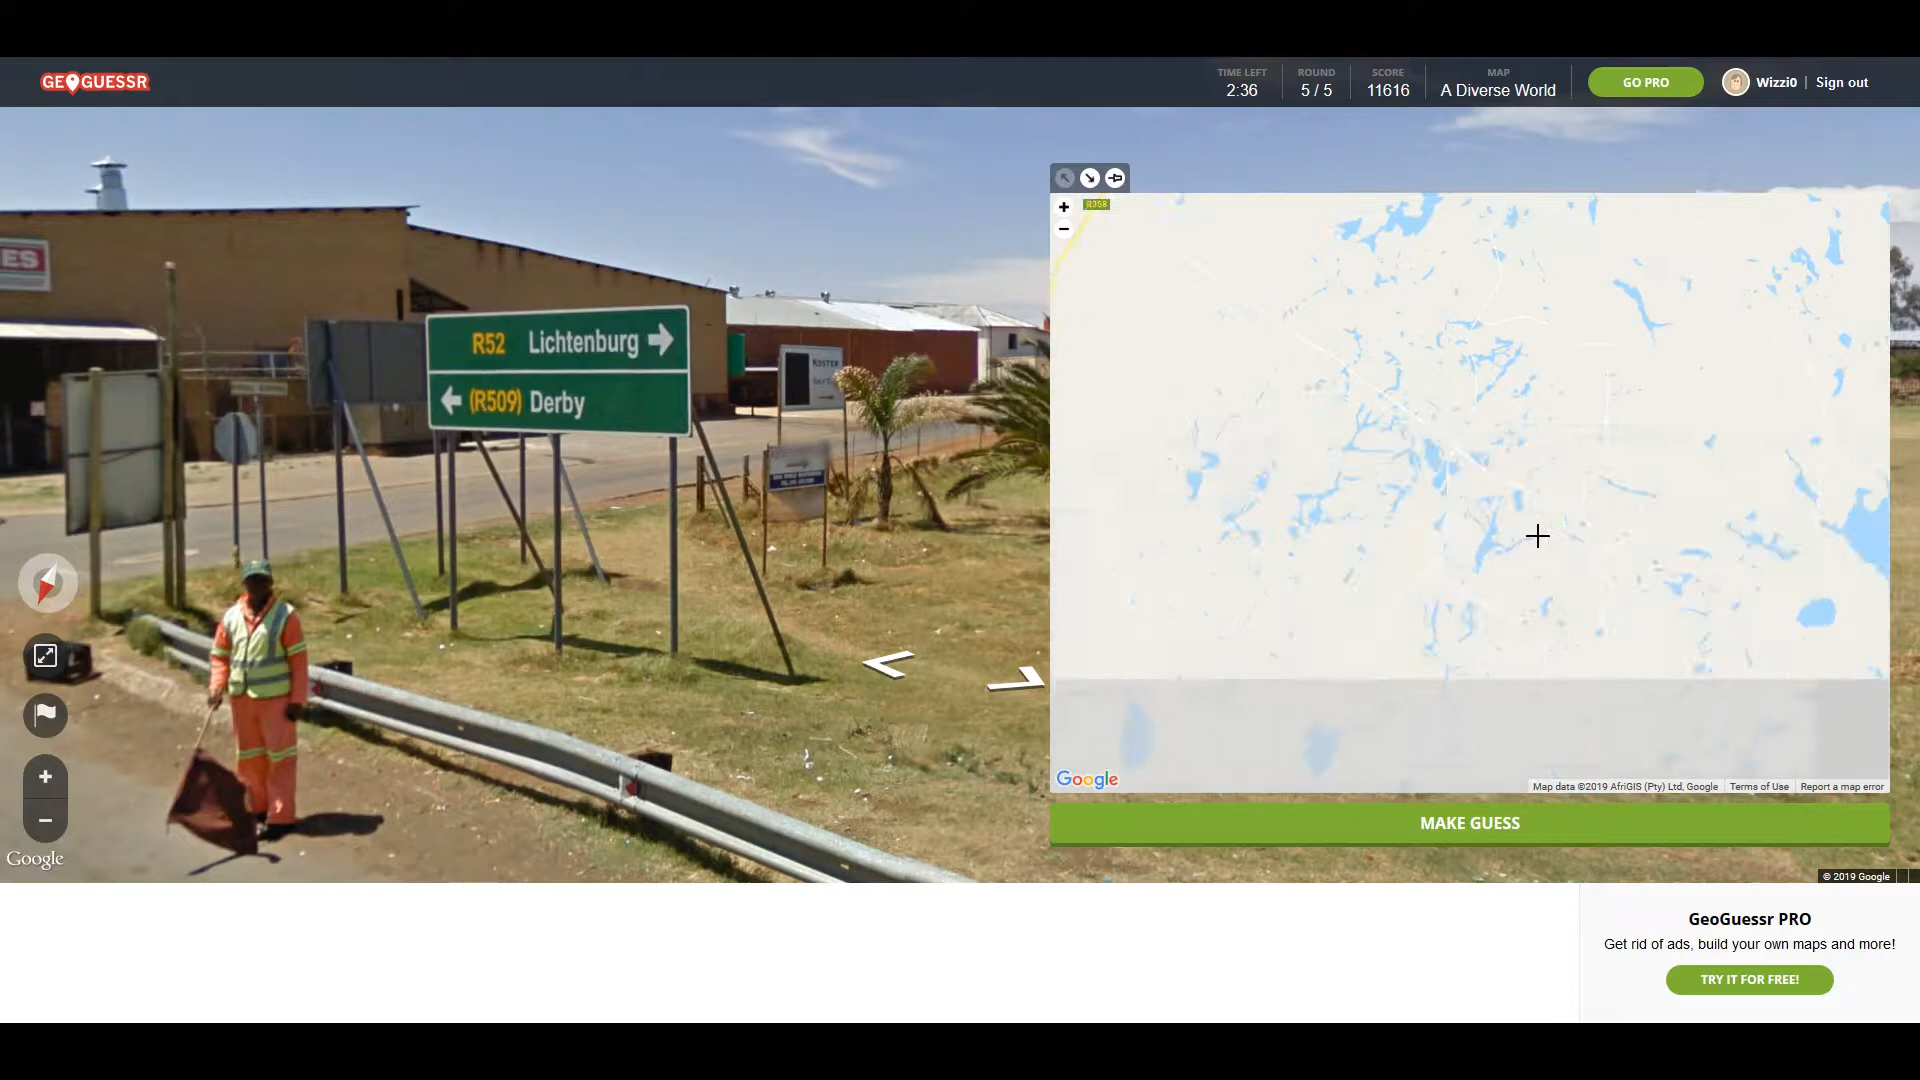 GEOGUESSR
TIME LEFT
2:36
ROUND
5 / 5
SCORE
11616
MAP
A Diverse World
GO PRO
Wizzi0 | Sign out
ES
R52 Lichtenburg
(R509) Derby
KOSTER
R358
+
−
Google
Map data ©2019 AfriGIS (Pty) Ltd, Google
Terms of Use
Report a map error
MAKE GUESS
+
−
Google
© 2019 Google
GeoGuessr PRO
Get rid of ads, build your own maps and more!
TRY IT FOR FREE!